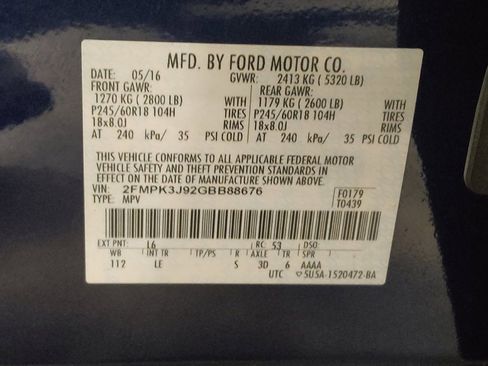 MFD. BY FORD MOTOR CO.
DATE: 05/16 GVWR: 2413 KG ( 5320 LB)
FRONT GAWR: REAR GAWR:
1270 KG ( 2800 LB) WITH 1179 KG ( 2600 LB) WITH
P245/60R18 104H TIRES P245/60R18 104H TIRES
18x8.0J RIMS 18x8.0J RIMS
AT 240 kPa/ 35 PSI COLD AT 240 kPa/ 35 PSI COLD
THIS VEHICLE CONFORMS TO ALL APPLICABLE FEDERAL MOTOR
VEHICLE SAFETY AND THEFT PREVENTION STANDARDS IN
EFFECT ON THE DATE OF MANUFACTURE SHOWN ABOVE.
VIN: 2FMPK3J92GBB88676 F0179
TYPE: MPV T0439
EXT PNT: L6 RC: 53 DSO:
WB INT TR TP/PS R AXLE TR SPR
112 LE S 3D 6 AAAA
UTC 5U5A-1520472-BA